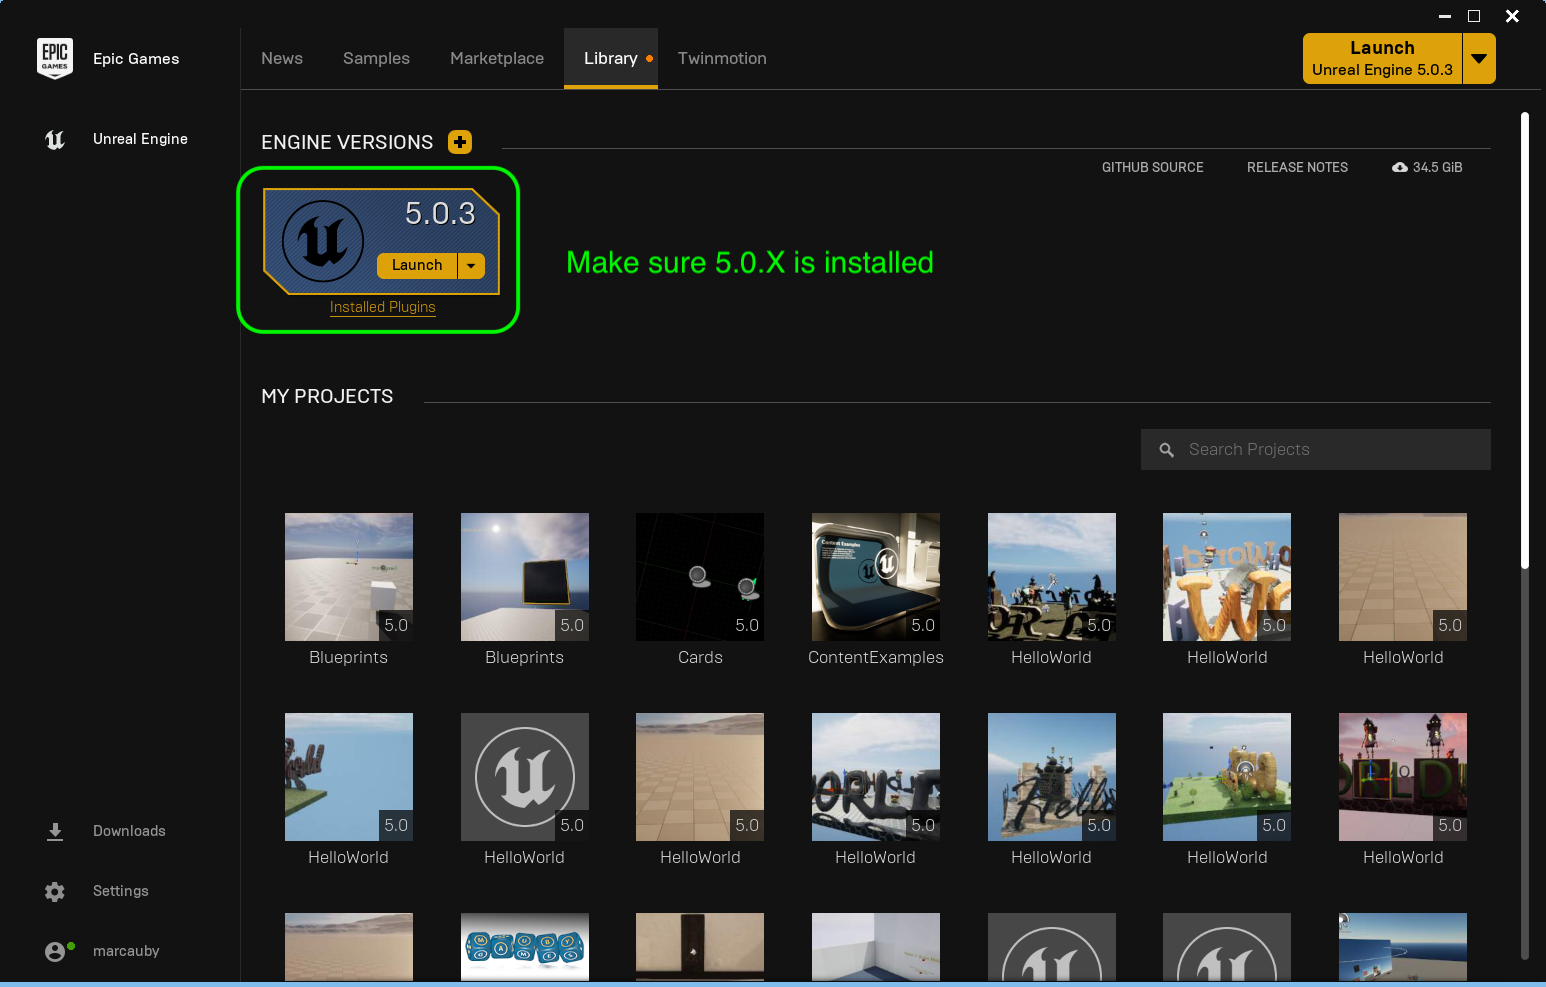 EPIC
GAMES
Epic Games
News
Samples
Marketplace
Library
Twinmotion
Launch
Unreal Engine 5.0.3
Unreal Engine
ENGINE VERSIONS
GITHUB SOURCE
RELEASE NOTES
34.5 GiB
5.0.3
Launch
Installed Plugins
Make sure 5.0.X is installed
MY PROJECTS
Search Projects
5.0
5.0
5.0
Content Examples
5.0
5.0
5.0
5.0
Blueprints
Blueprints
Cards
ContentExamples
HelloWorld
HelloWorld
HelloWorld
5.0
5.0
5.0
5.0
5.0
5.0
5.0
HelloWorld
HelloWorld
HelloWorld
HelloWorld
HelloWorld
HelloWorld
HelloWorld
MAUBY
GAMES
Downloads
Settings
marcauby